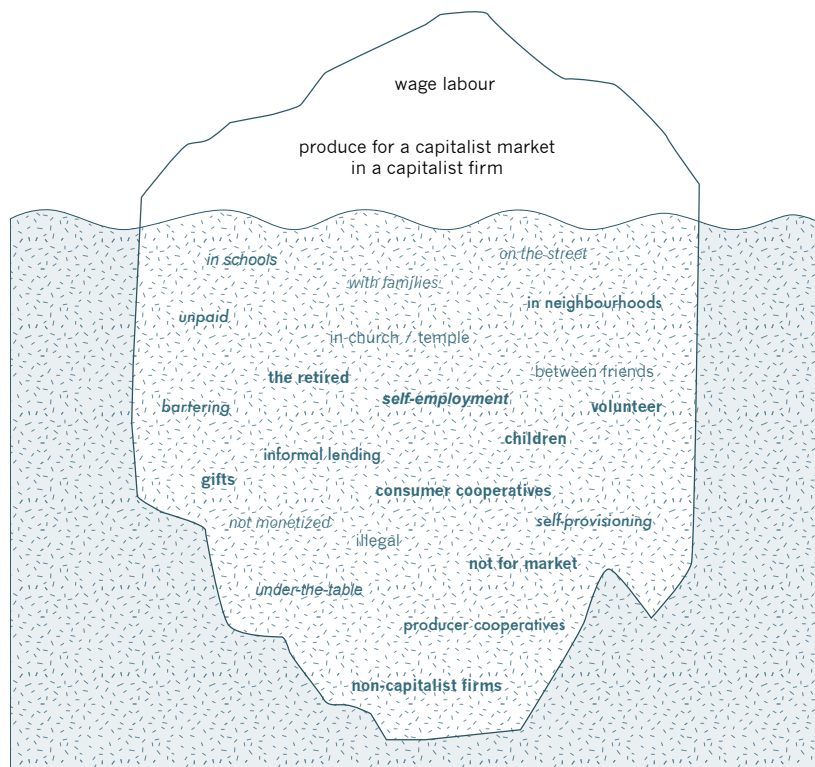 wage labour
produce for a capitalist market
in a capitalist firm
in schools
on the street
with families
in neighbourhoods
unpaid
in church / temple
the retired
between friends
bartering
self-employment
volunteer
children
informal lending
gifts
consumer cooperatives
not monetized
self-provisioning
illegal
not for market
under-the-table
producer cooperatives
non-capitalist firms